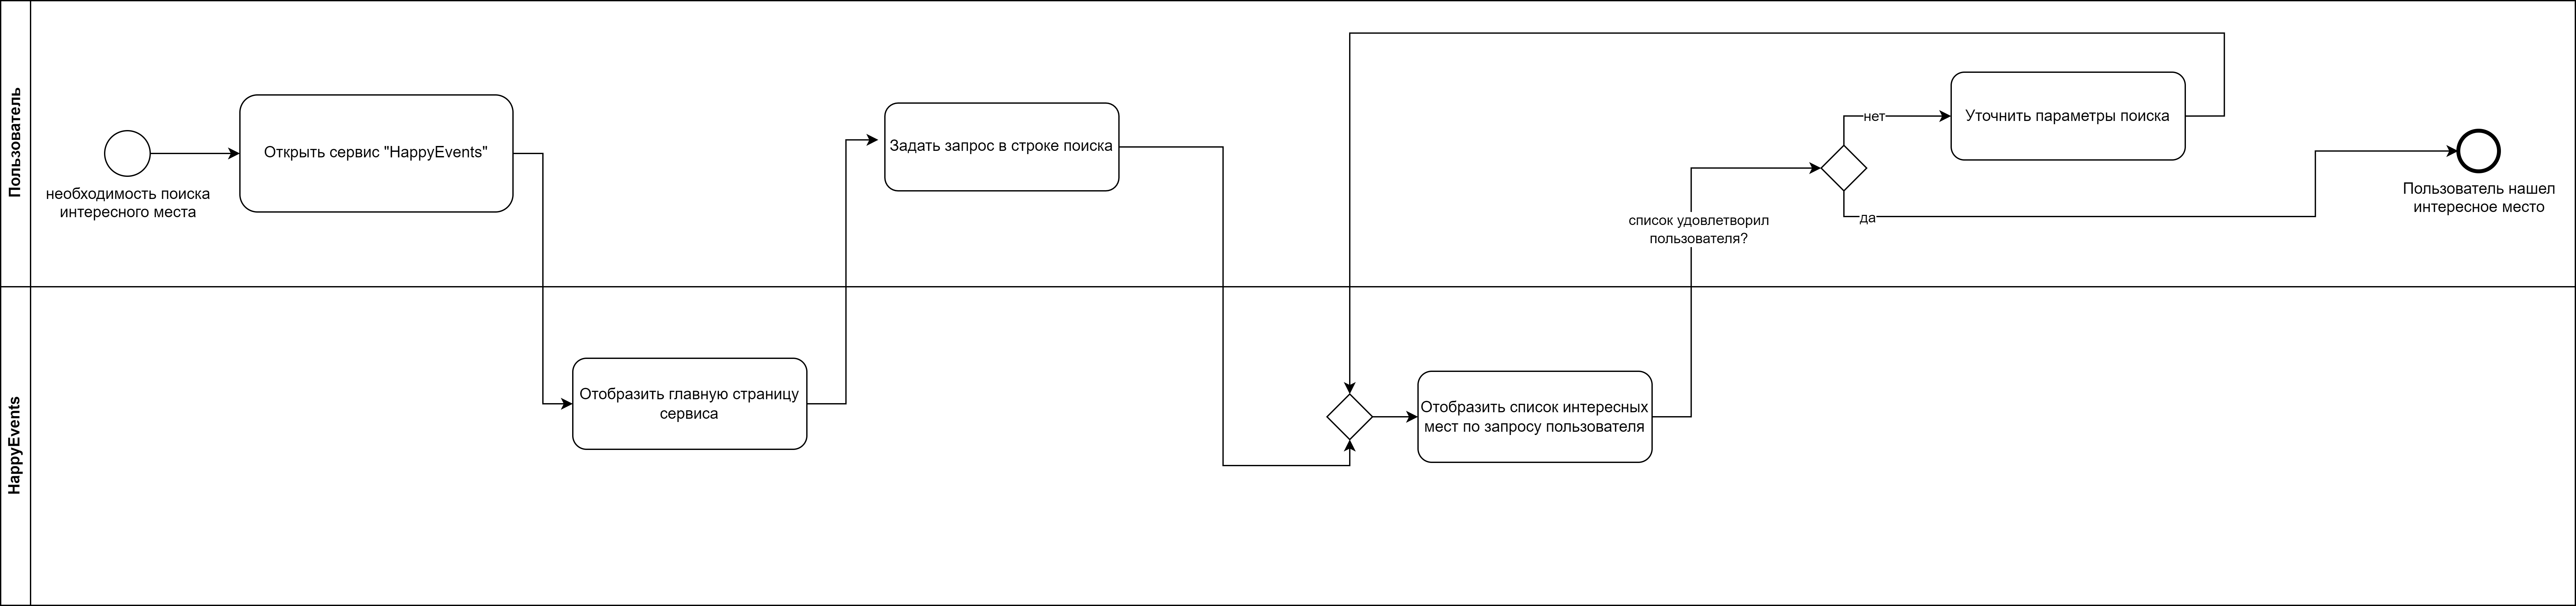 Пользователь
необходимость поиска
интересного места
Открыть сервис "HappyEvents"
Задать запрос в строке поиска
список удовлетворил
пользователя?
нет
да
Уточнить параметры поиска
Пользователь нашел
интересное место
HappyEvents
Отобразить главную страницу
сервиса
Отобразить список интересных
мест по запросу пользователя